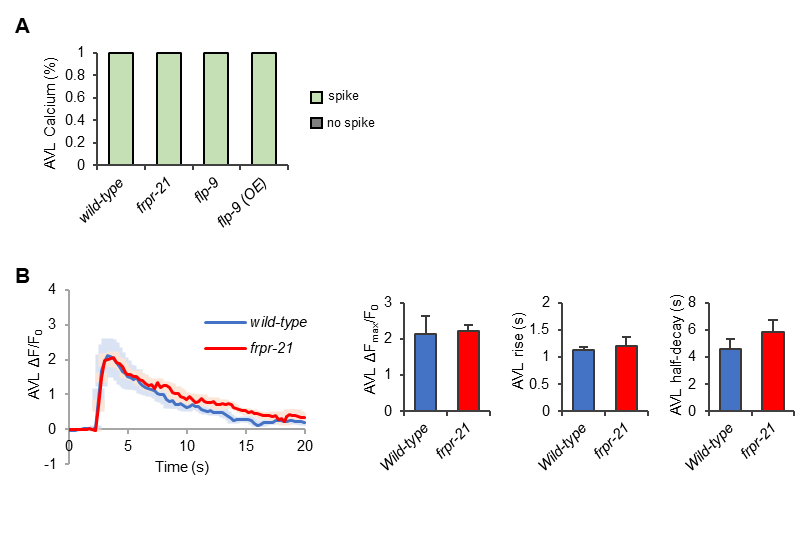 A
AVL Calcium (%)
1
0.8
0.6
0.4
0.2
0
wild-type
frpr-21
flp-9
flp-9 (OE)
spike
no spike
B
AVL ΔF/F0
4
3
2
1
0
-1
0 5 10 15 20
Time (s)
wild-type
frpr-21
AVL ΔFmax/F0
3
2
1
0
Wild-type
frpr-21
AVL rise (s)
2
1.5
1
0.5
0
Wild-type
frpr-21
AVL half-decay (s)
8
6
4
2
0
Wild-type
frpr-21